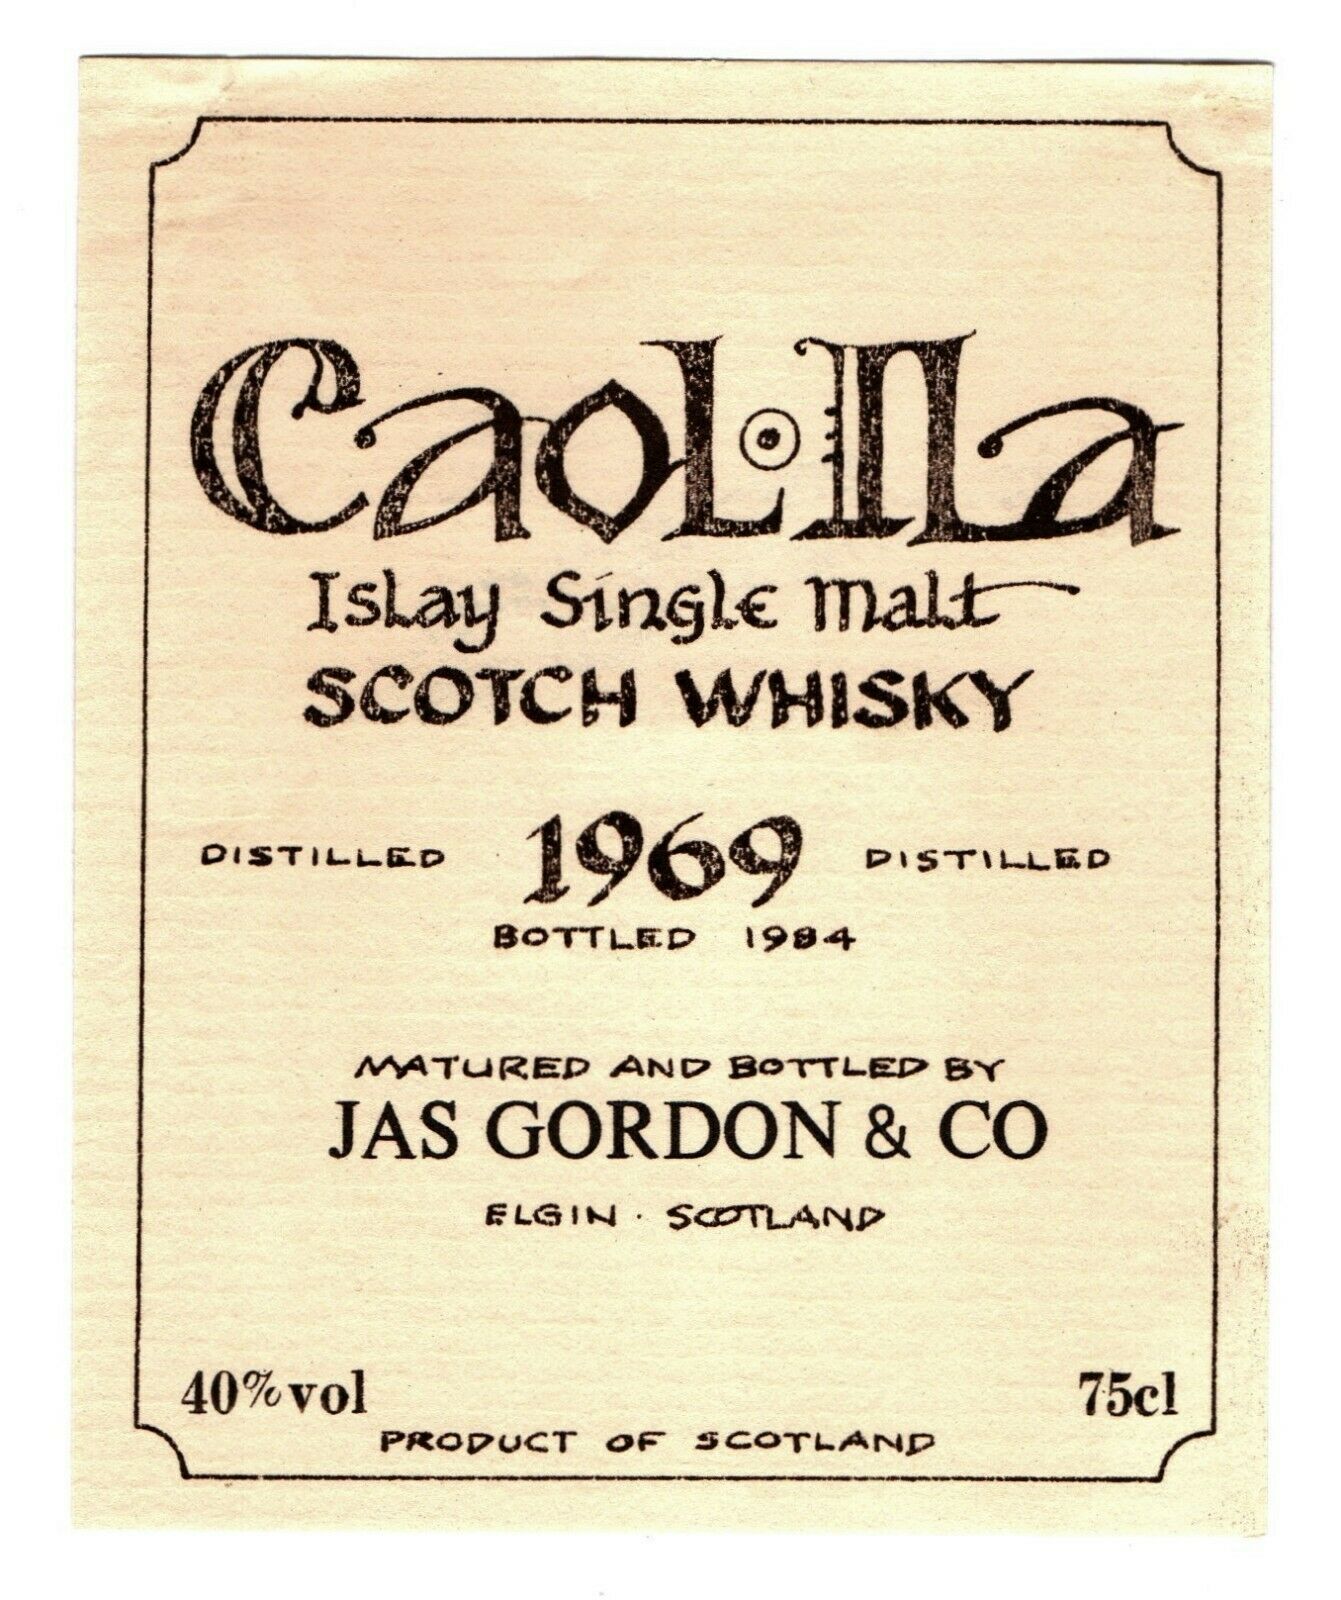 Caol·Ila
Islay Single Malt
SCOTCH WHISKY
DISTILLED 1969 DISTILLED
BOTTLED 1984
MATURED AND BOTTLED BY
JAS GORDON & CO
ELGIN · SCOTLAND
40% vol 75cl
PRODUCT OF SCOTLAND